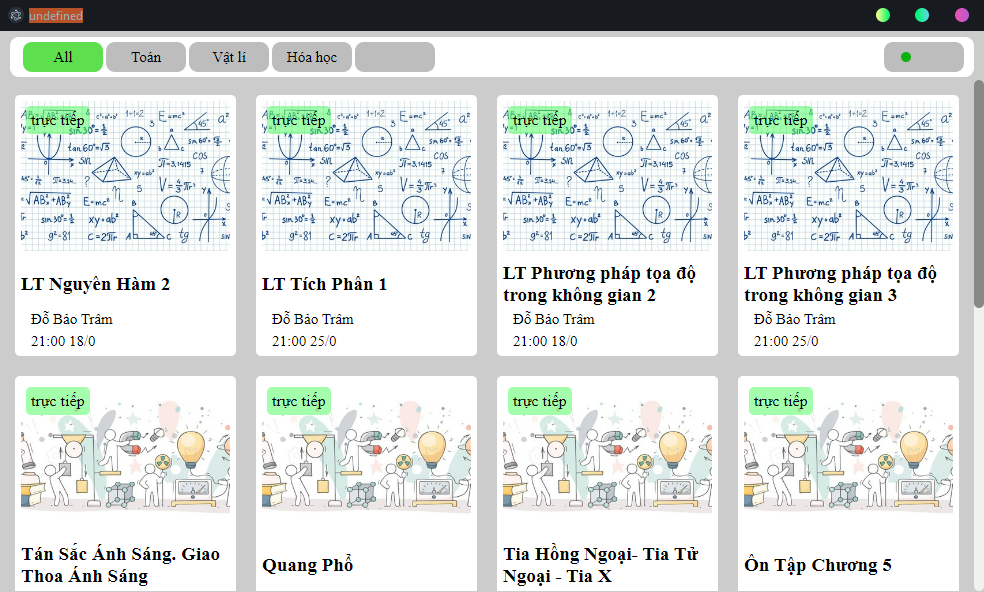 undefined
All
Toán
Vật lí
Hóa học
trực tiếp
trực tiếp
trực tiếp
trực tiếp
LT Nguyên Hàm 2
Đỗ Bảo Trâm
21:00 18/0
LT Tích Phân 1
Đỗ Bảo Trâm
21:00 25/0
LT Phương pháp tọa độ
trong không gian 2
Đỗ Bảo Trâm
21:00 18/0
LT Phương pháp tọa độ
trong không gian 3
Đỗ Bảo Trâm
21:00 25/0
trực tiếp
trực tiếp
trực tiếp
trực tiếp
Tán Sắc Ánh Sáng. Giao
Thoa Ánh Sáng
Quang Phổ
Tia Hồng Ngoại- Tia Tử
Ngoại - Tia X
Ôn Tập Chương 5